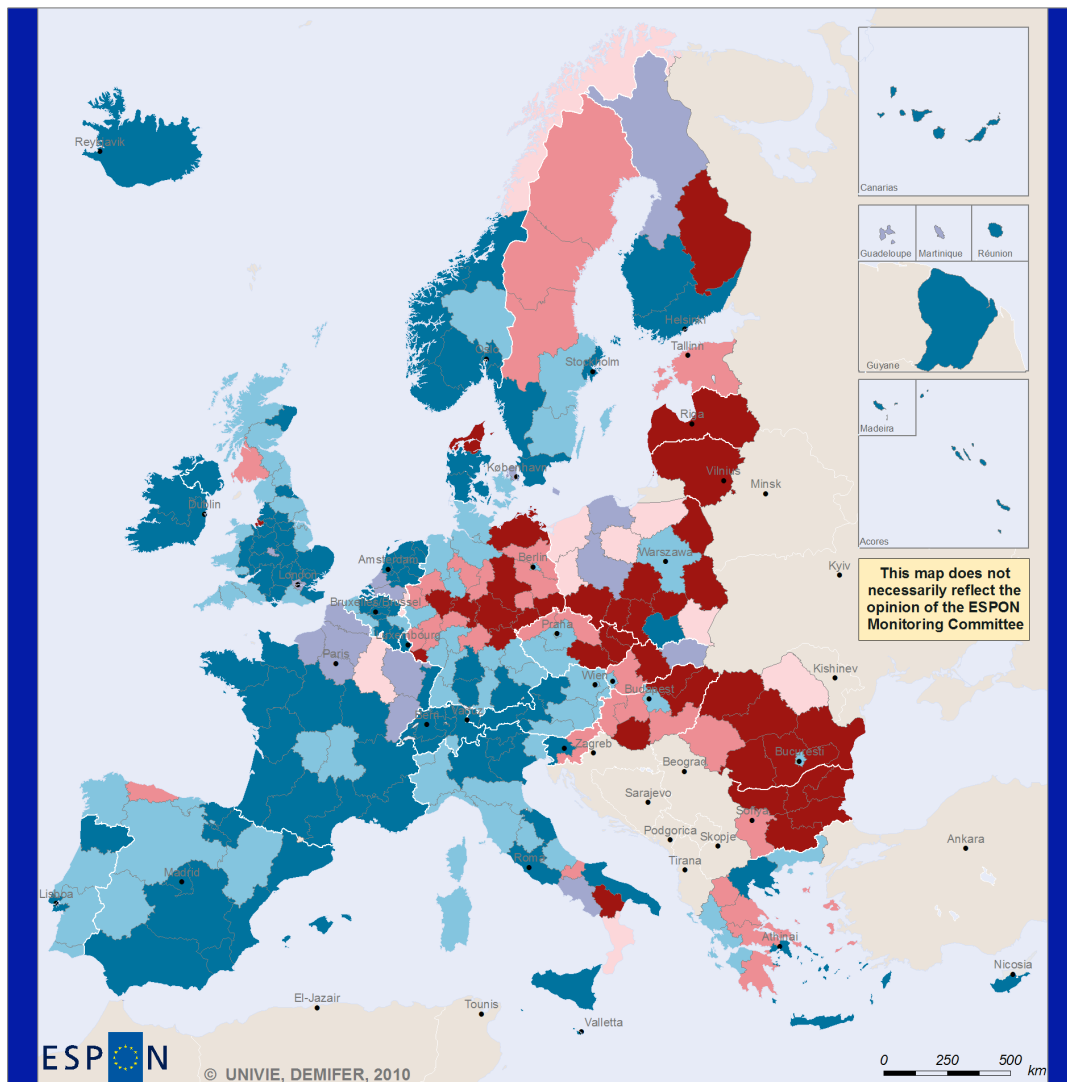 Reykjavik
Canarias
Guadeloupe
Martinique
Réunion
Guyane
Helsinki
Tallinn
Oslo
Stockholm
Madeira
Riga
København
Vilnius
Minsk
Dublin
Acores
Amsterdam
Berlin
Warszawa
London
Kyiv
This map does not
necessarily reflect the
opinion of the ESPON
Monitoring Committee
Bruxelles/Brussel
Praha
Luxembourg
Paris
Kishinev
Wien
Budapest
Bern
Vaduz
Zagreb
Bucuresti
Beograd
Sarajevo
Sofiya
Podgorica
Skopje
Ankara
Roma
Tirana
Madrid
Lisboa
Athinai
Nicosia
El-Jazair
Tounis
Valletta
ESPON
© UNIVIE, DEMIFER, 2010
0 250 500
km